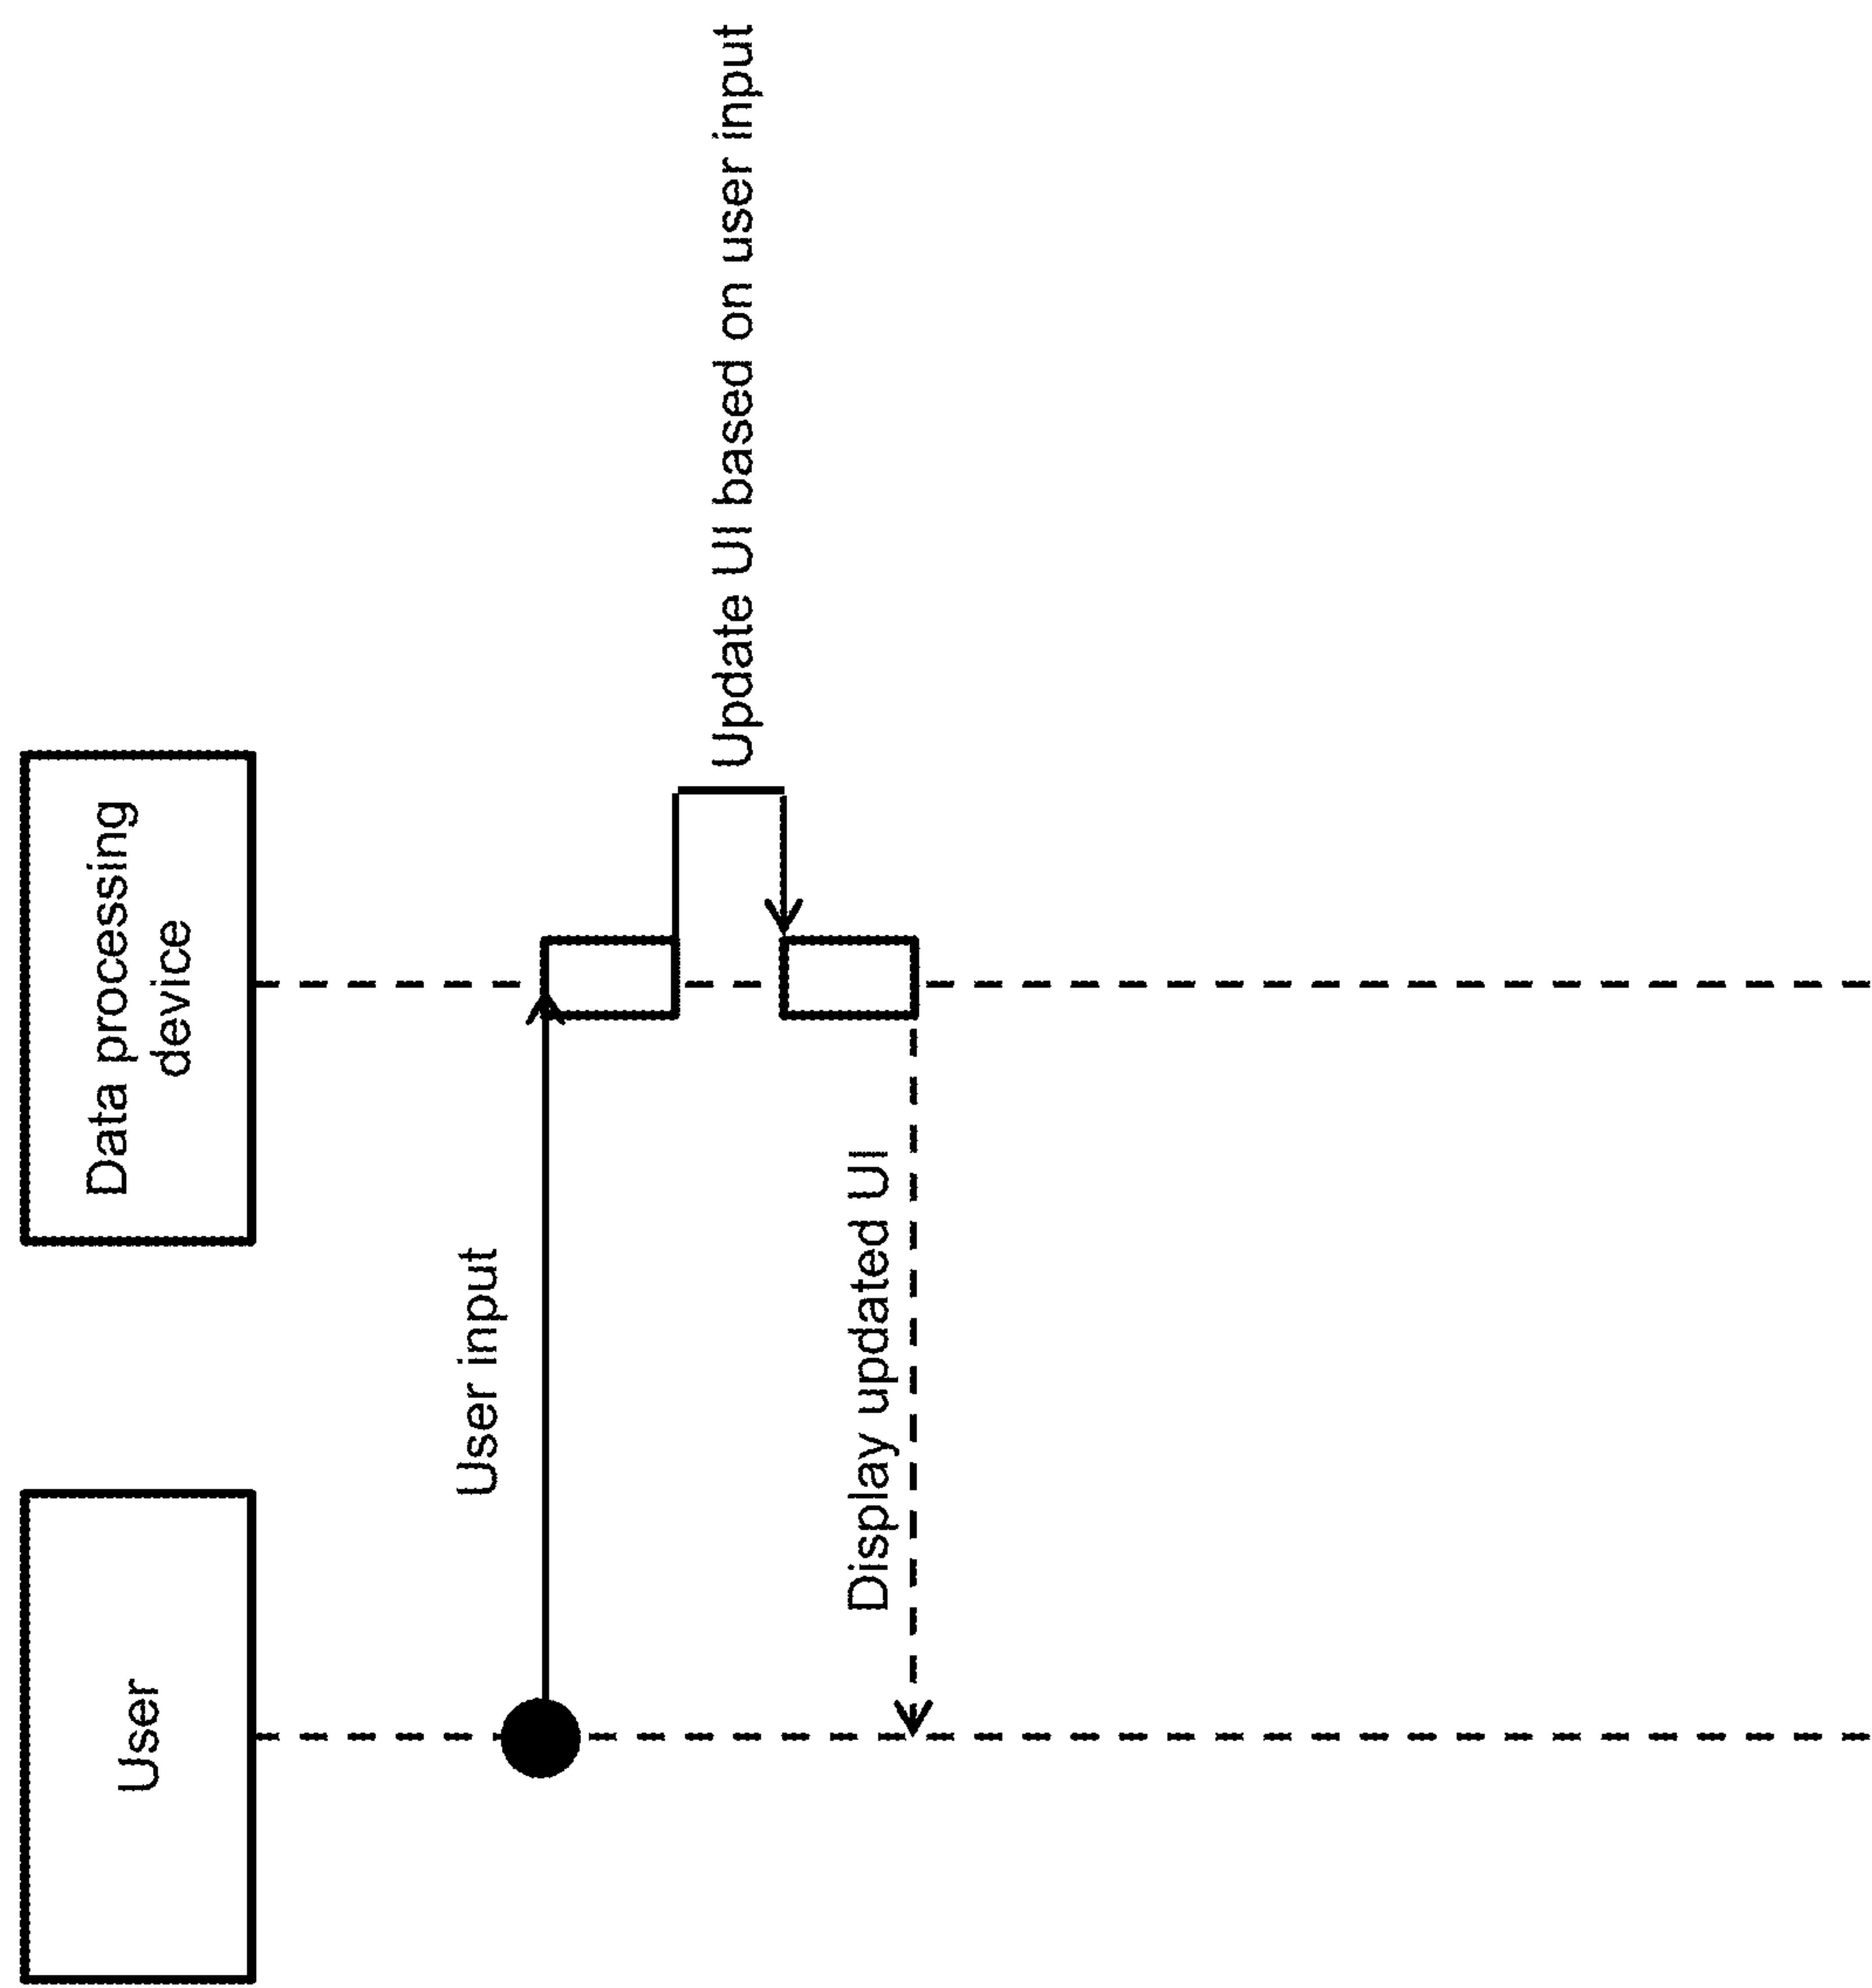 User
Data processing
device
User input
Update UI based on user input
Display updated UI